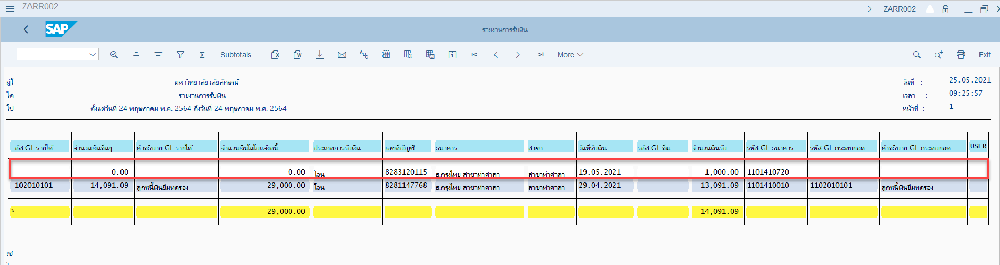 ZARR002
ZARR002
SAP
รายงานการรับเงิน
Subtotals...
More
Exit
ผู้ใ
มหาวิทยาลัยวลัยลักษณ์
วันที่ :
25.05.2021
ไค
รายงานการรับเงิน
เวลา :
09:25:57
โป
ตั้งแต่วันที่ 24 พฤษภาคม พ.ศ. 2564 ถึงวันที่ 24 พฤษภาคม พ.ศ. 2564
หน้าที่ :
1
หัส GL รายได้ จำนวนเงินอื่นๆ คำอธิบาย GL รายได้ จำนวนเงินในใบแจ้งหนี้ ประเภทการรับเงิน เลขที่บัญชี ธนาคาร สาขา วันที่รับเงิน รหัส GL อื่น จำนวนเงินรับ รหัส GL ธนาคาร รหัส GL กระทบยอด คำอธิบาย GL กระทบยอด USER
0.00 0.00 โอน 8283120115 ธ.กรุงไทย สาขาท่าศาลา สาขาท่าศาลา 19.05.2021 1,000.00 1101410720
102010101 14,091.09 ลูกหนี้เงินยืมทดรอง 29,000.00 โอน 8281147768 ธ.กรุงไทย สาขาท่าศาลา สาขาท่าศาลา 29.04.2021 13,091.09 1101410010 1102010101 ลูกหนี้เงินยืมทดรอง
* 29,000.00 14,091.09
เซ